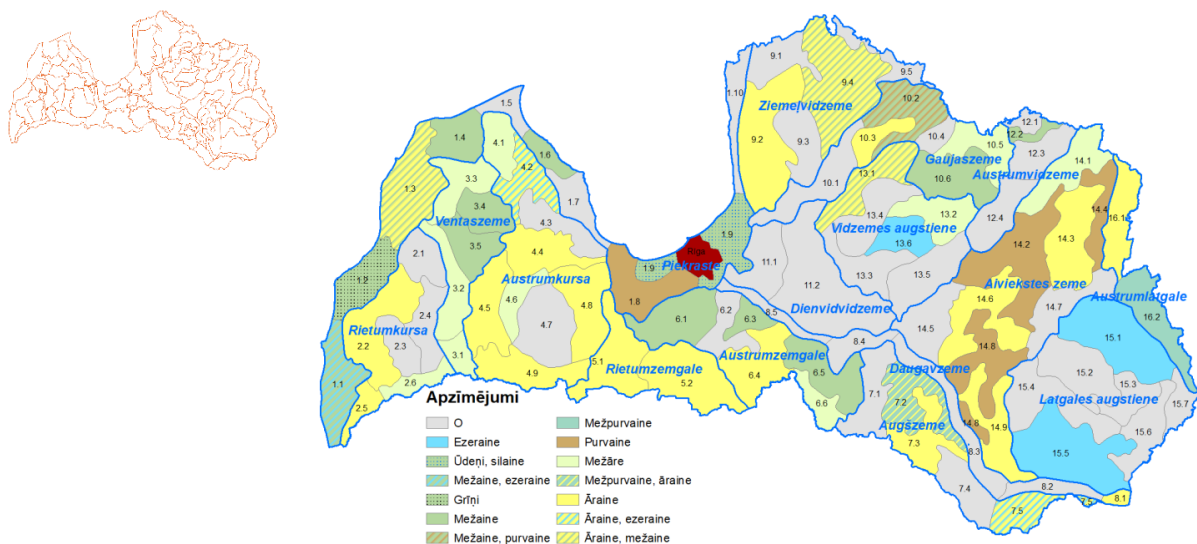 9.1
9.5
9.4
1.10
10.2
Ziemeļvidzeme
1.5
12.1
12.2
1.4
4.1
1.6
10.3
10.4
10.5
12.3
9.2
9.3
Gaujaszeme
14.1
4.2
13.1
10.6
Austrumvidzeme
1.3
3.3
10.1
3.4
1.7
13.4
13.2
12.4
14.4
16.1
Ventaszeme
4.3
1.9
Vidzemes augstiene
14.2
14.3
3.5
4.4
Rīga
13.6
2.1
1.9
Piekraste
11.1
13.3
13.5
1.2
3.2
Austrumkursa
11.2
Aiviekstes zeme
4.5
4.6
4.8
1.8
14.6
14.7
Austrumlatgale
2.4
6.2
8.5
Dienvidvidzeme
16.2
Rietumkursa
4.7
6.1
6.3
14.5
15.1
2.2
2.3
8.4
14.8
3.1
5.1
Rietumzemgale
Austrumzemgale
Daugavzeme
15.2
1.1
4.9
5.2
6.4
6.5
15.4
15.3
2.6
7.1
7.2
Latgales augstiene
15.7
2.5
6.6
14.8
14.9
Augšzeme
15.6
7.3
8.3
15.5
7.4
8.2
7.5
7.5
8.1
Apzīmējumi
O
Ezeraine
Ūdeņi, silaine
Mežaine, ezeraine
Grīņi
Mežaine
Mežaine, purvaine
Mežpurvaine
Purvaine
Mežāre
Mežpurvaine, āraine
Āraine
Āraine, ezeraine
Āraine, mežaine